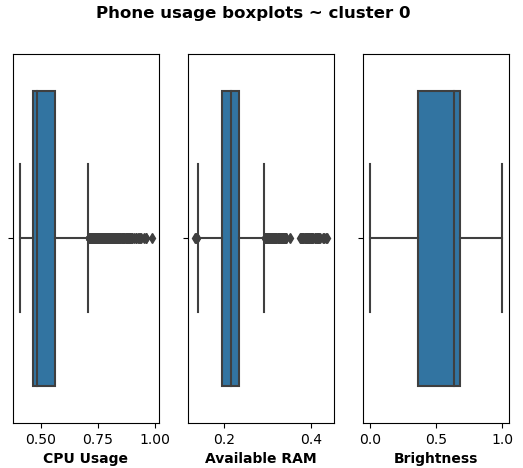 Phone usage boxplots ~ cluster 0
0.50 0.75 1.00
CPU Usage
0.2 0.4
Available RAM
0.0 0.5 1.0
Brightness